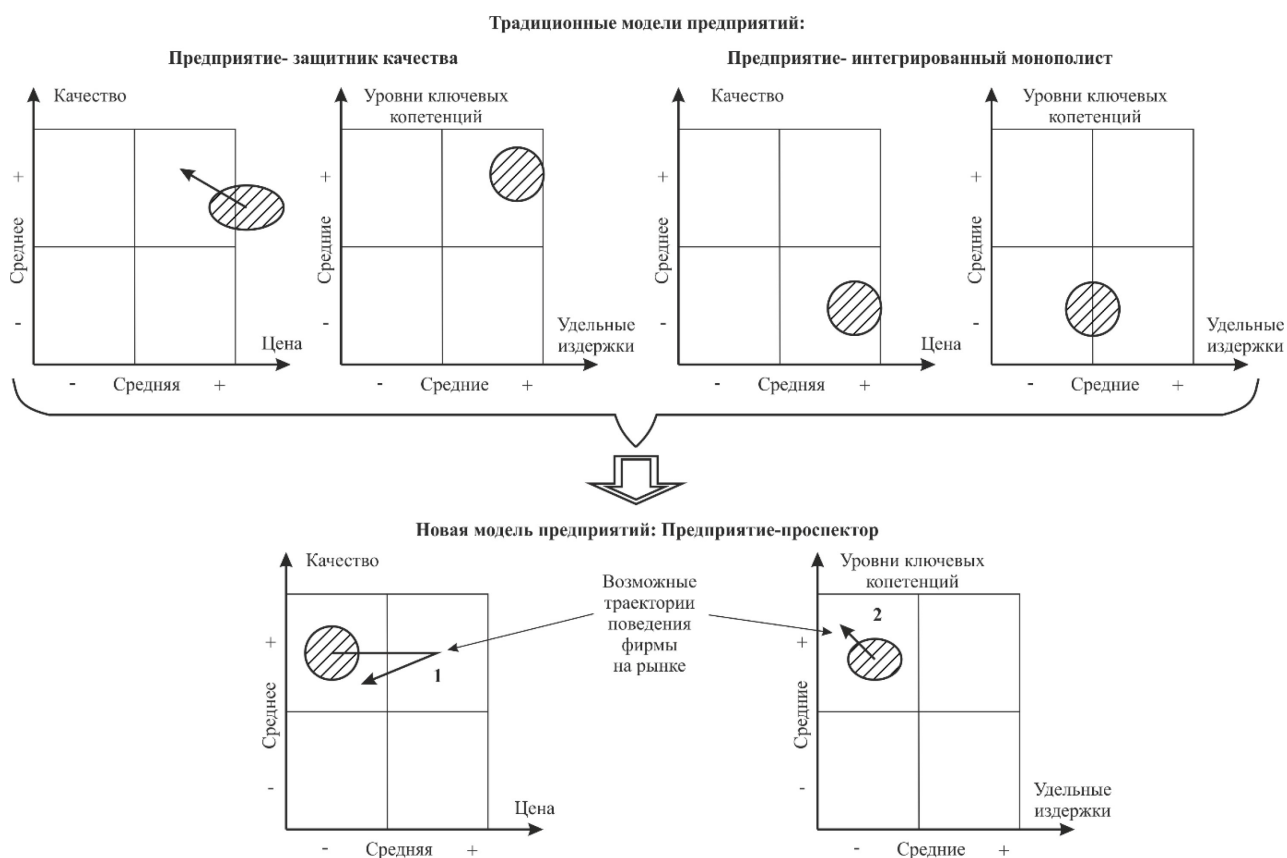 Традиционные модели предприятий:
Предприятие- защитник качества
Предприятие- интегрированный монополист
Качество
+
Среднее
-
Цена
- Средняя +
Уровни ключевых
копетенций
+
Средние
-
Удельные
издержки
- Средние +
Качество
+
Среднее
-
Цена
- Средняя +
Уровни ключевых
копетенций
+
Средние
-
Удельные
издержки
- Средние +
Новая модель предприятий: Предприятие-проспектор
Качество
+
Среднее
-
1
Цена
- Средняя +
Возможные
траектории
поведения
фирмы
на рынке
Уровни ключевых
копетенций
2
+
Средние
-
Удельные
издержки
- Средние +